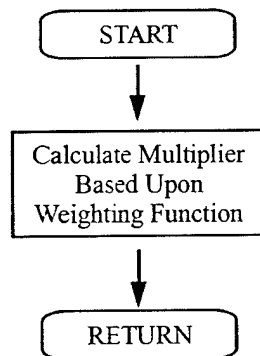 START
Calculate Multiplier
Based Upon
Weighting Function
RETURN